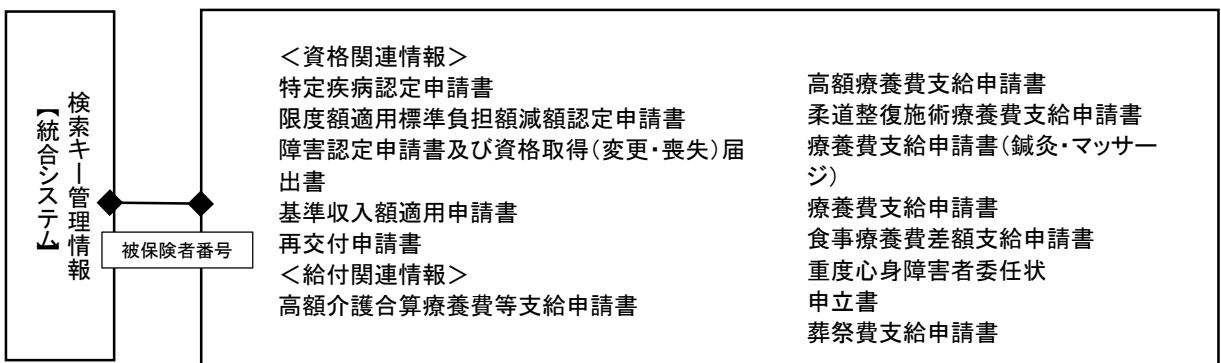 検索キー管理情報
【統合システム】
被保険者番号
＜資格関連情報＞
特定疾病認定申請書
限度額適用標準負担額減額認定申請書
障害認定申請書及び資格取得（変更・喪失）届
出書
基準収入額適用申請書
再交付申請書
＜給付関連情報＞
高額介護合算療養費等支給申請書
高額療養費支給申請書
柔道整復施術療養費支給申請書
療養費支給申請書（鍼灸・マッサー
ジ）
療養費支給申請書
食事療養費差額支給申請書
重度心身障害者委任状
申立書
葬祭費支給申請書